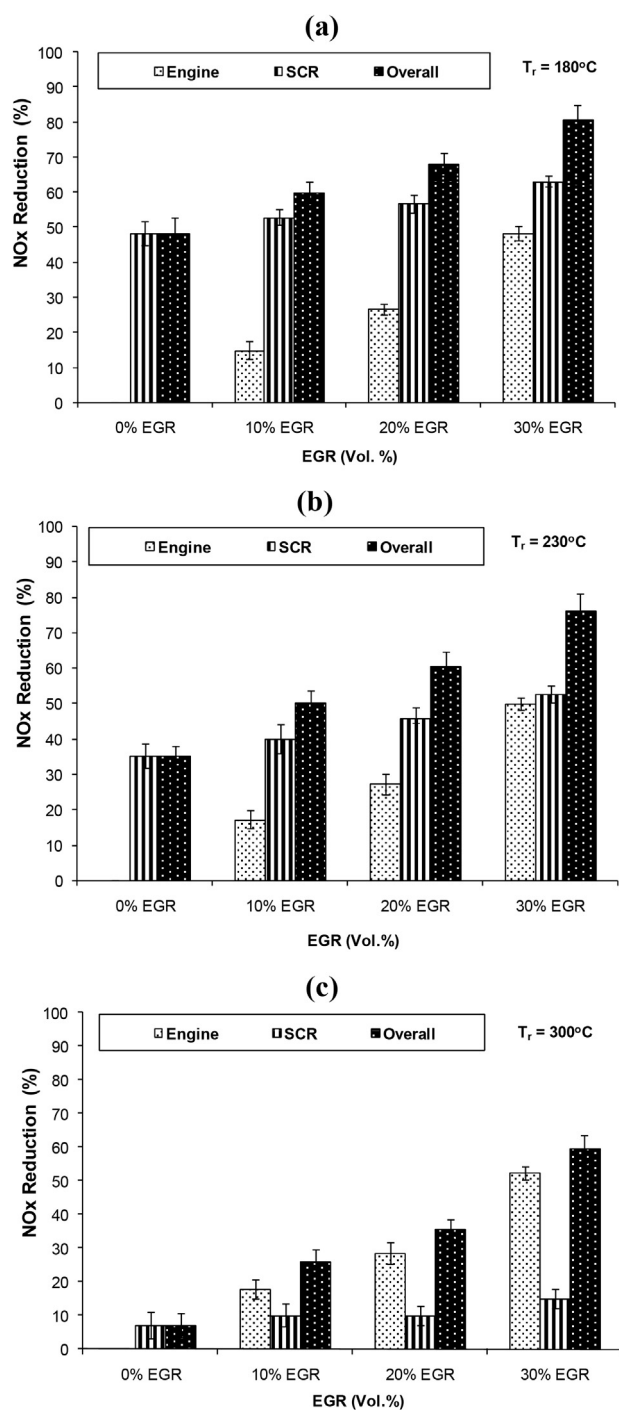 (a)
Engine SCR Overall
Tr = 180oC
NOx Reduction (%)
100
90
80
70
60
50
40
30
20
10
0
0% EGR 10% EGR 20% EGR 30% EGR
EGR (Vol. %)
(b)
Engine SCR Overall
Tr = 230oC
NOx Reduction (%)
100
90
80
70
60
50
40
30
20
10
0
0% EGR 10% EGR 20% EGR 30% EGR
EGR (Vol.%)
(c)
Engine SCR Overall
Tr = 300oC
NOx Reduction (%)
100
90
80
70
60
50
40
30
20
10
0
0% EGR 10% EGR 20% EGR 30% EGR
EGR (Vol.%)